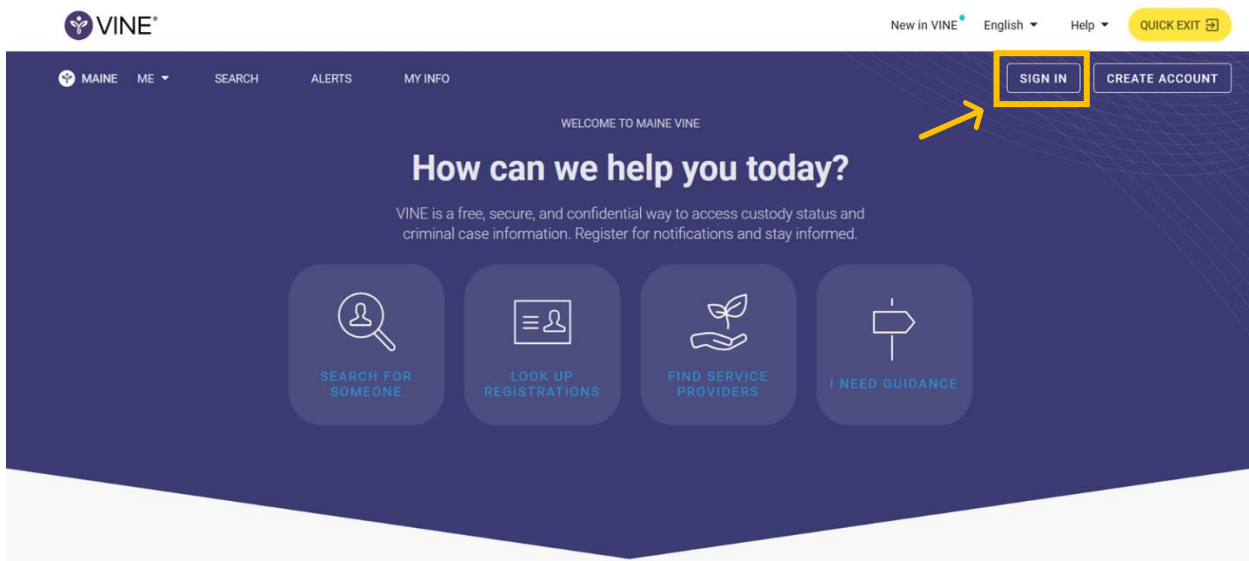 VINE®
New in VINE English Help QUICK EXIT
MAINE ME SEARCH ALERTS MY INFO SIGN IN CREATE ACCOUNT
WELCOME TO MAINE VINE
How can we help you today?
VINE is a free, secure, and confidential way to access custody status and
criminal case information. Register for notifications and stay informed.
SEARCH FOR
SOMEONE
LOOK UP
REGISTRATIONS
FIND SERVICE
PROVIDERS
I NEED GUIDANCE